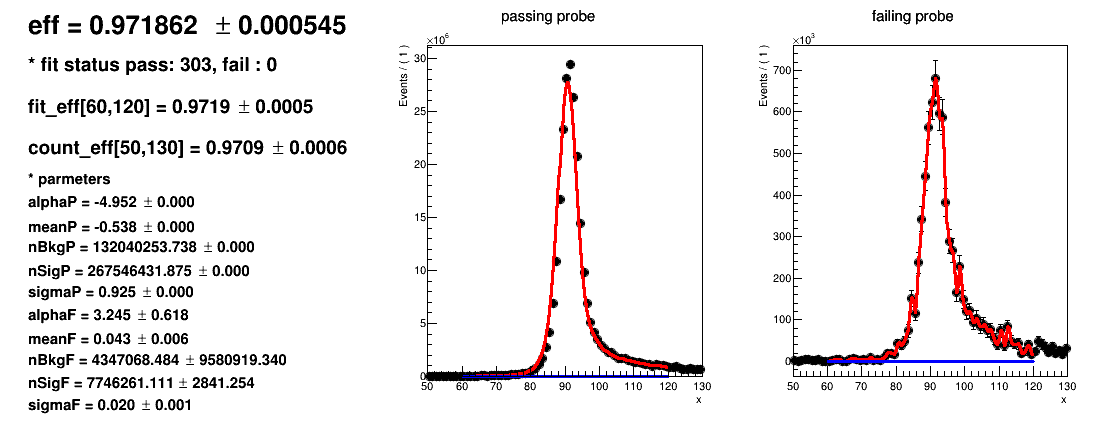 eff = 0.971862 ± 0.000545
* fit status pass: 303, fail : 0
fit_eff[60,120] = 0.9719 ± 0.0005
count_eff[50,130] = 0.9709 ± 0.0006
* parmeters
alphaP = -4.952 ± 0.000
meanP = -0.538 ± 0.000
nBkgP = 132040253.738 ± 0.000
nSigP = 267546431.875 ± 0.000
sigmaP = 0.925 ± 0.000
alphaF = 3.245 ± 0.618
meanF = 0.043 ± 0.006
nBkgF = 4347068.484 ± 9580919.340
nSigF = 7746261.111 ± 2841.254
sigmaF = 0.020 ± 0.001
passing probe
×10⁶
Events / ( 1 )
30
25
20
15
10
5
0
50 60 70 80 90 100 110 120 130
x
failing probe
×10³
Events / ( 1 )
700
600
500
400
300
200
100
0
50 60 70 80 90 100 110 120 130
x